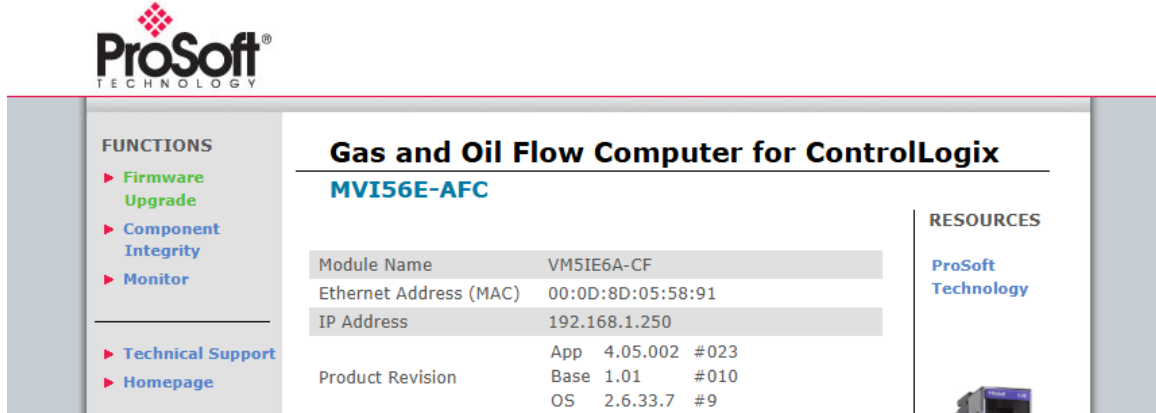 ProSoft®
TECHNOLOGY
FUNCTIONS
Firmware
Upgrade
Component
Integrity
Monitor
Technical Support
Homepage
Gas and Oil Flow Computer for ControlLogix
MVI56E-AFC
Module Name VM5IE6A-CF
Ethernet Address (MAC) 00:0D:8D:05:58:91
IP Address 192.168.1.250
Product Revision
App 4.05.002 #023
Base 1.01 #010
OS 2.6.33.7 #9
RESOURCES
ProSoft
Technology